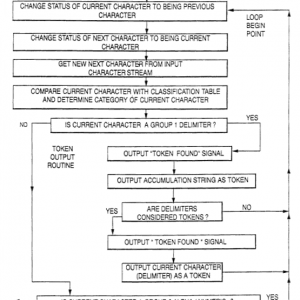 CHANGE STATUS OF CURRENT CHARACTER TO BEING PREVIOUS
CHARACTER
LOOP
BEGIN
POINT
CHANGE STATUS OF NEXT CHARACTER TO BEING CURRENT
CHARACTER
GET NEW NEXT CHARACTER FROM INPUT
CHARACTER STREAM
COMPARE CURRENT CHARACTER WITH CLASSIFICATION TABLE
AND DETERMINE CATEGORY OF CURRENT CHARACTER
NO
IS CURRENT CHARACTER A GROUP 1 DELIMITER ?
YES
TOKEN
OUTPUT
ROUTINE
OUTPUT "TOKEN FOUND" SIGNAL
OUTPUT ACCUMULATION STRING AS TOKEN
YES
ARE DELIMITERS
CONSIDERED TOKENS ?
NO
OUTPUT " TOKEN FOUND" SIGNAL
OUTPUT CURRENT CHARACTER
(DELIMITER) AS A TOKEN
YES